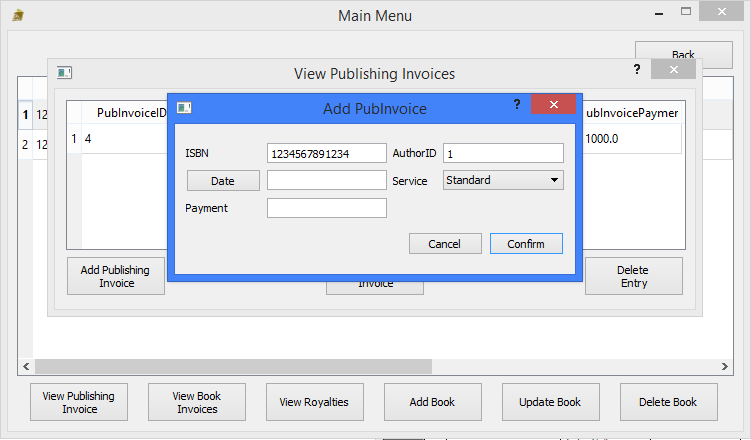 Main Menu
Back
View Publishing Invoices
?
PubInvoiceID
ubInvoicePaymer
1 4
1000.0
1 12
2 12
Add PubInvoice
?
ISBN 1234567891234 AuthorID 1
Date Service Standard
Payment
Cancel Confirm
Add Publishing
Invoice
Invoice
Delete
Entry
View Publishing
Invoice
View Book
Invoices
View Royalties
Add Book
Update Book
Delete Book